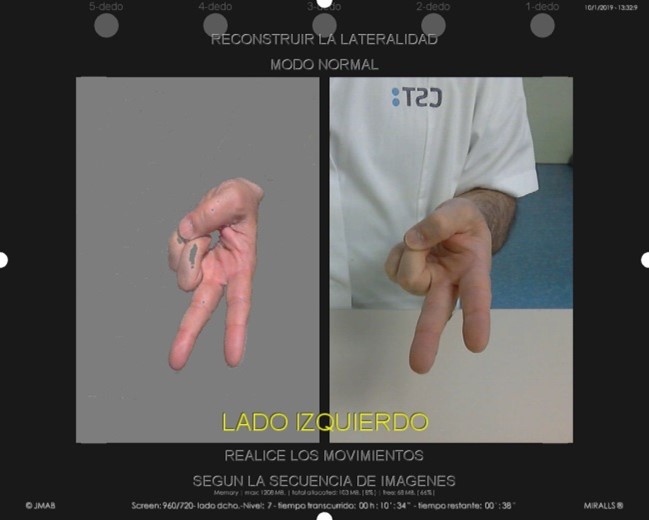 5-dedo 4-dedo 3-dedo 2-dedo 1-dedo
10/1/2019 - 13:32:9
RECONSTRUIR LA LATERALIDAD
MODO NORMAL
CST:
LADO IZQUIERDO
REALICE LOS MOVIMIENTOS
SEGUN LA SECUENCIA DE IMAGENES
© JMAB
Screen: 960/720- lado dcho.-Nivel: 7 - tiempo transcurrido: 00 h : 10' : 34" - tiempo restante: 00' : 38"
MIRALLS ®